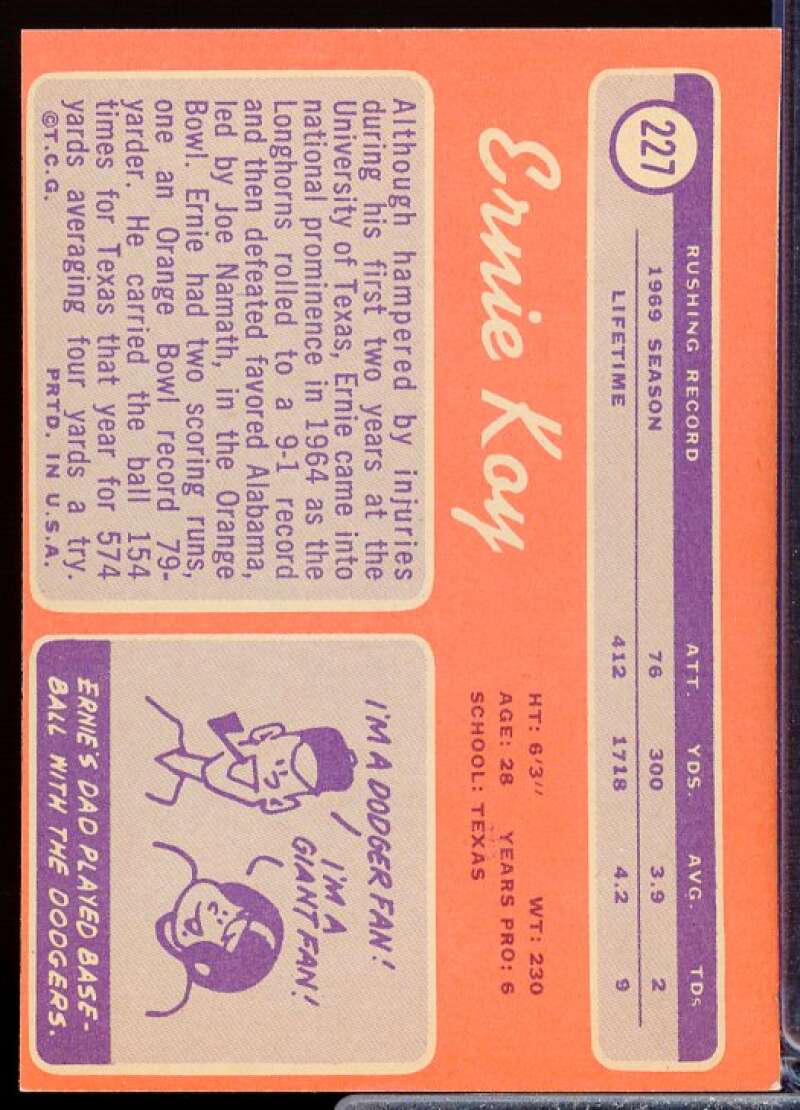 227
RUSHING RECORD ATT. YDS. AVG. TDS
1969 SEASON 76 300 3.9 2
LIFETIME 412 1718 4.2 9
Ernie Koy
HT: 6'3" WT: 230
AGE: 28 YEARS PRO: 6
SCHOOL: TEXAS
Although hampered by injuries
during his first two years at the
University of Texas, Ernie came into
national prominence in 1964 as the
Longhorns rolled to a 9-1 record
and then defeated favored Alabama,
led by Joe Namath, in the Orange
Bowl. Ernie had two scoring runs,
one an Orange Bowl record 79-
yarder. He carried the ball 154
times for Texas that year for 574
yards averaging four yards a try.
©T.C.G. PRTD. IN U.S.A.
I'M A DODGER FAN!
I'M A
GIANT FAN!
ERNIE'S DAD PLAYED BASE-
BALL WITH THE DODGERS.